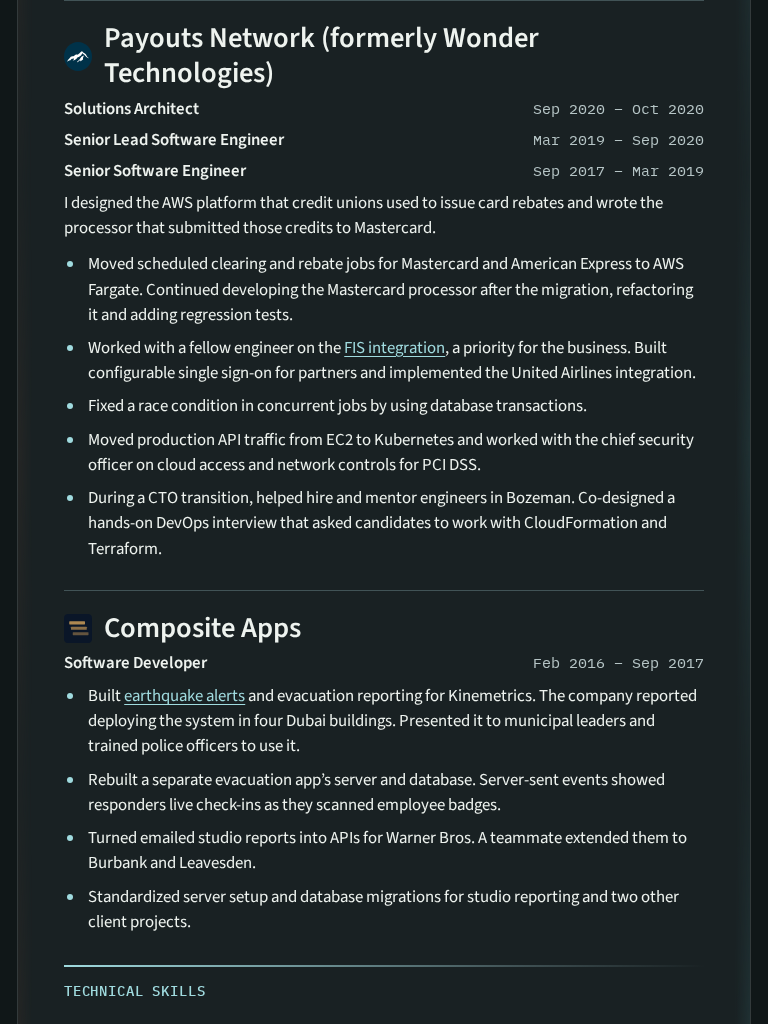 Payouts Network (formerly Wonder
Technologies)
Solutions Architect Sep 2020 – Oct 2020
Senior Lead Software Engineer Mar 2019 – Sep 2020
Senior Software Engineer Sep 2017 – Mar 2019
I designed the AWS platform that credit unions used to issue card rebates and wrote the
processor that submitted those credits to Mastercard.
• Moved scheduled clearing and rebate jobs for Mastercard and American Express to AWS
Fargate. Continued developing the Mastercard processor after the migration, refactoring
it and adding regression tests.
• Worked with a fellow engineer on the FIS integration, a priority for the business. Built
configurable single sign-on for partners and implemented the United Airlines integration.
• Fixed a race condition in concurrent jobs by using database transactions.
• Moved production API traffic from EC2 to Kubernetes and worked with the chief security
officer on cloud access and network controls for PCI DSS.
• During a CTO transition, helped hire and mentor engineers in Bozeman. Co-designed a
hands-on DevOps interview that asked candidates to work with CloudFormation and
Terraform.
Composite Apps
Software Developer Feb 2016 – Sep 2017
• Built earthquake alerts and evacuation reporting for Kinemetrics. The company reported
deploying the system in four Dubai buildings. Presented it to municipal leaders and
trained police officers to use it.
• Rebuilt a separate evacuation app’s server and database. Server-sent events showed
responders live check-ins as they scanned employee badges.
• Turned emailed studio reports into APIs for Warner Bros. A teammate extended them to
Burbank and Leavesden.
• Standardized server setup and database migrations for studio reporting and two other
client projects.
TECHNICAL SKILLS